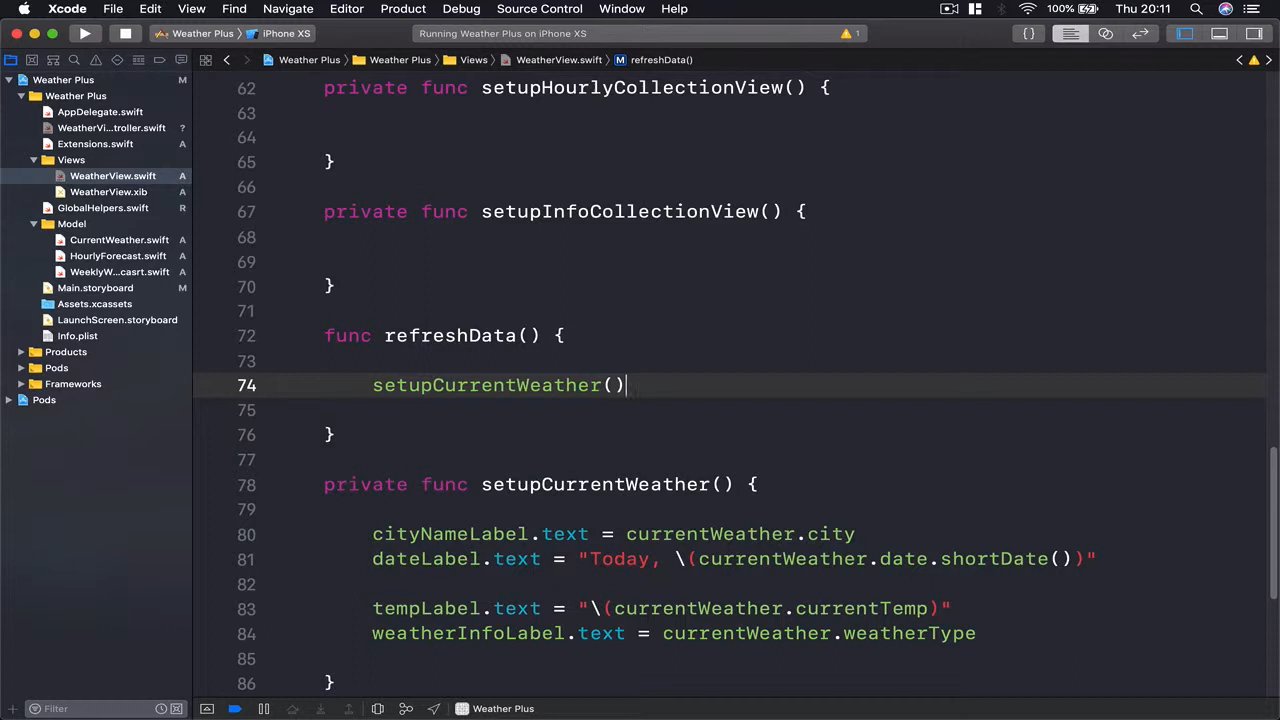 Xcode File Edit View Find Navigate Editor Product Debug Source Control Window Help 100% Thu 20:11
Weather Plus iPhone XS Running Weather Plus on iPhone XS 1
Weather Plus Weather Plus Views WeatherView.swift M refreshData()
Weather Plus M
Weather Plus
AppDelegate.swift
WeatherVi...troller.swift ?
Extensions.swift A
Views
WeatherView.swift A
WeatherView.xib A
GlobalHelpers.swift R
Model
CurrentWeather.swift A
HourlyForecast.swift A
WeeklyW...casrt.swift A
Main.storyboard M
Assets.xcassets
LaunchScreen.storyboard
Info.plist
Products
Pods
Frameworks
Pods
62 private func setupHourlyCollectionView() {
63
64
65 }
66
67 private func setupInfoCollectionView() {
68
69
70 }
71
72 func refreshData() {
73
74 setupCurrentWeather()
75
76 }
77
78 private func setupCurrentWeather() {
79
80 cityNameLabel.text = currentWeather.city
81 dateLabel.text = "Today, \(currentWeather.date.shortDate())"
82
83 tempLabel.text = "\(currentWeather.currentTemp)"
84 weatherInfoLabel.text = currentWeather.weatherType
85
86 }
Filter Weather Plus